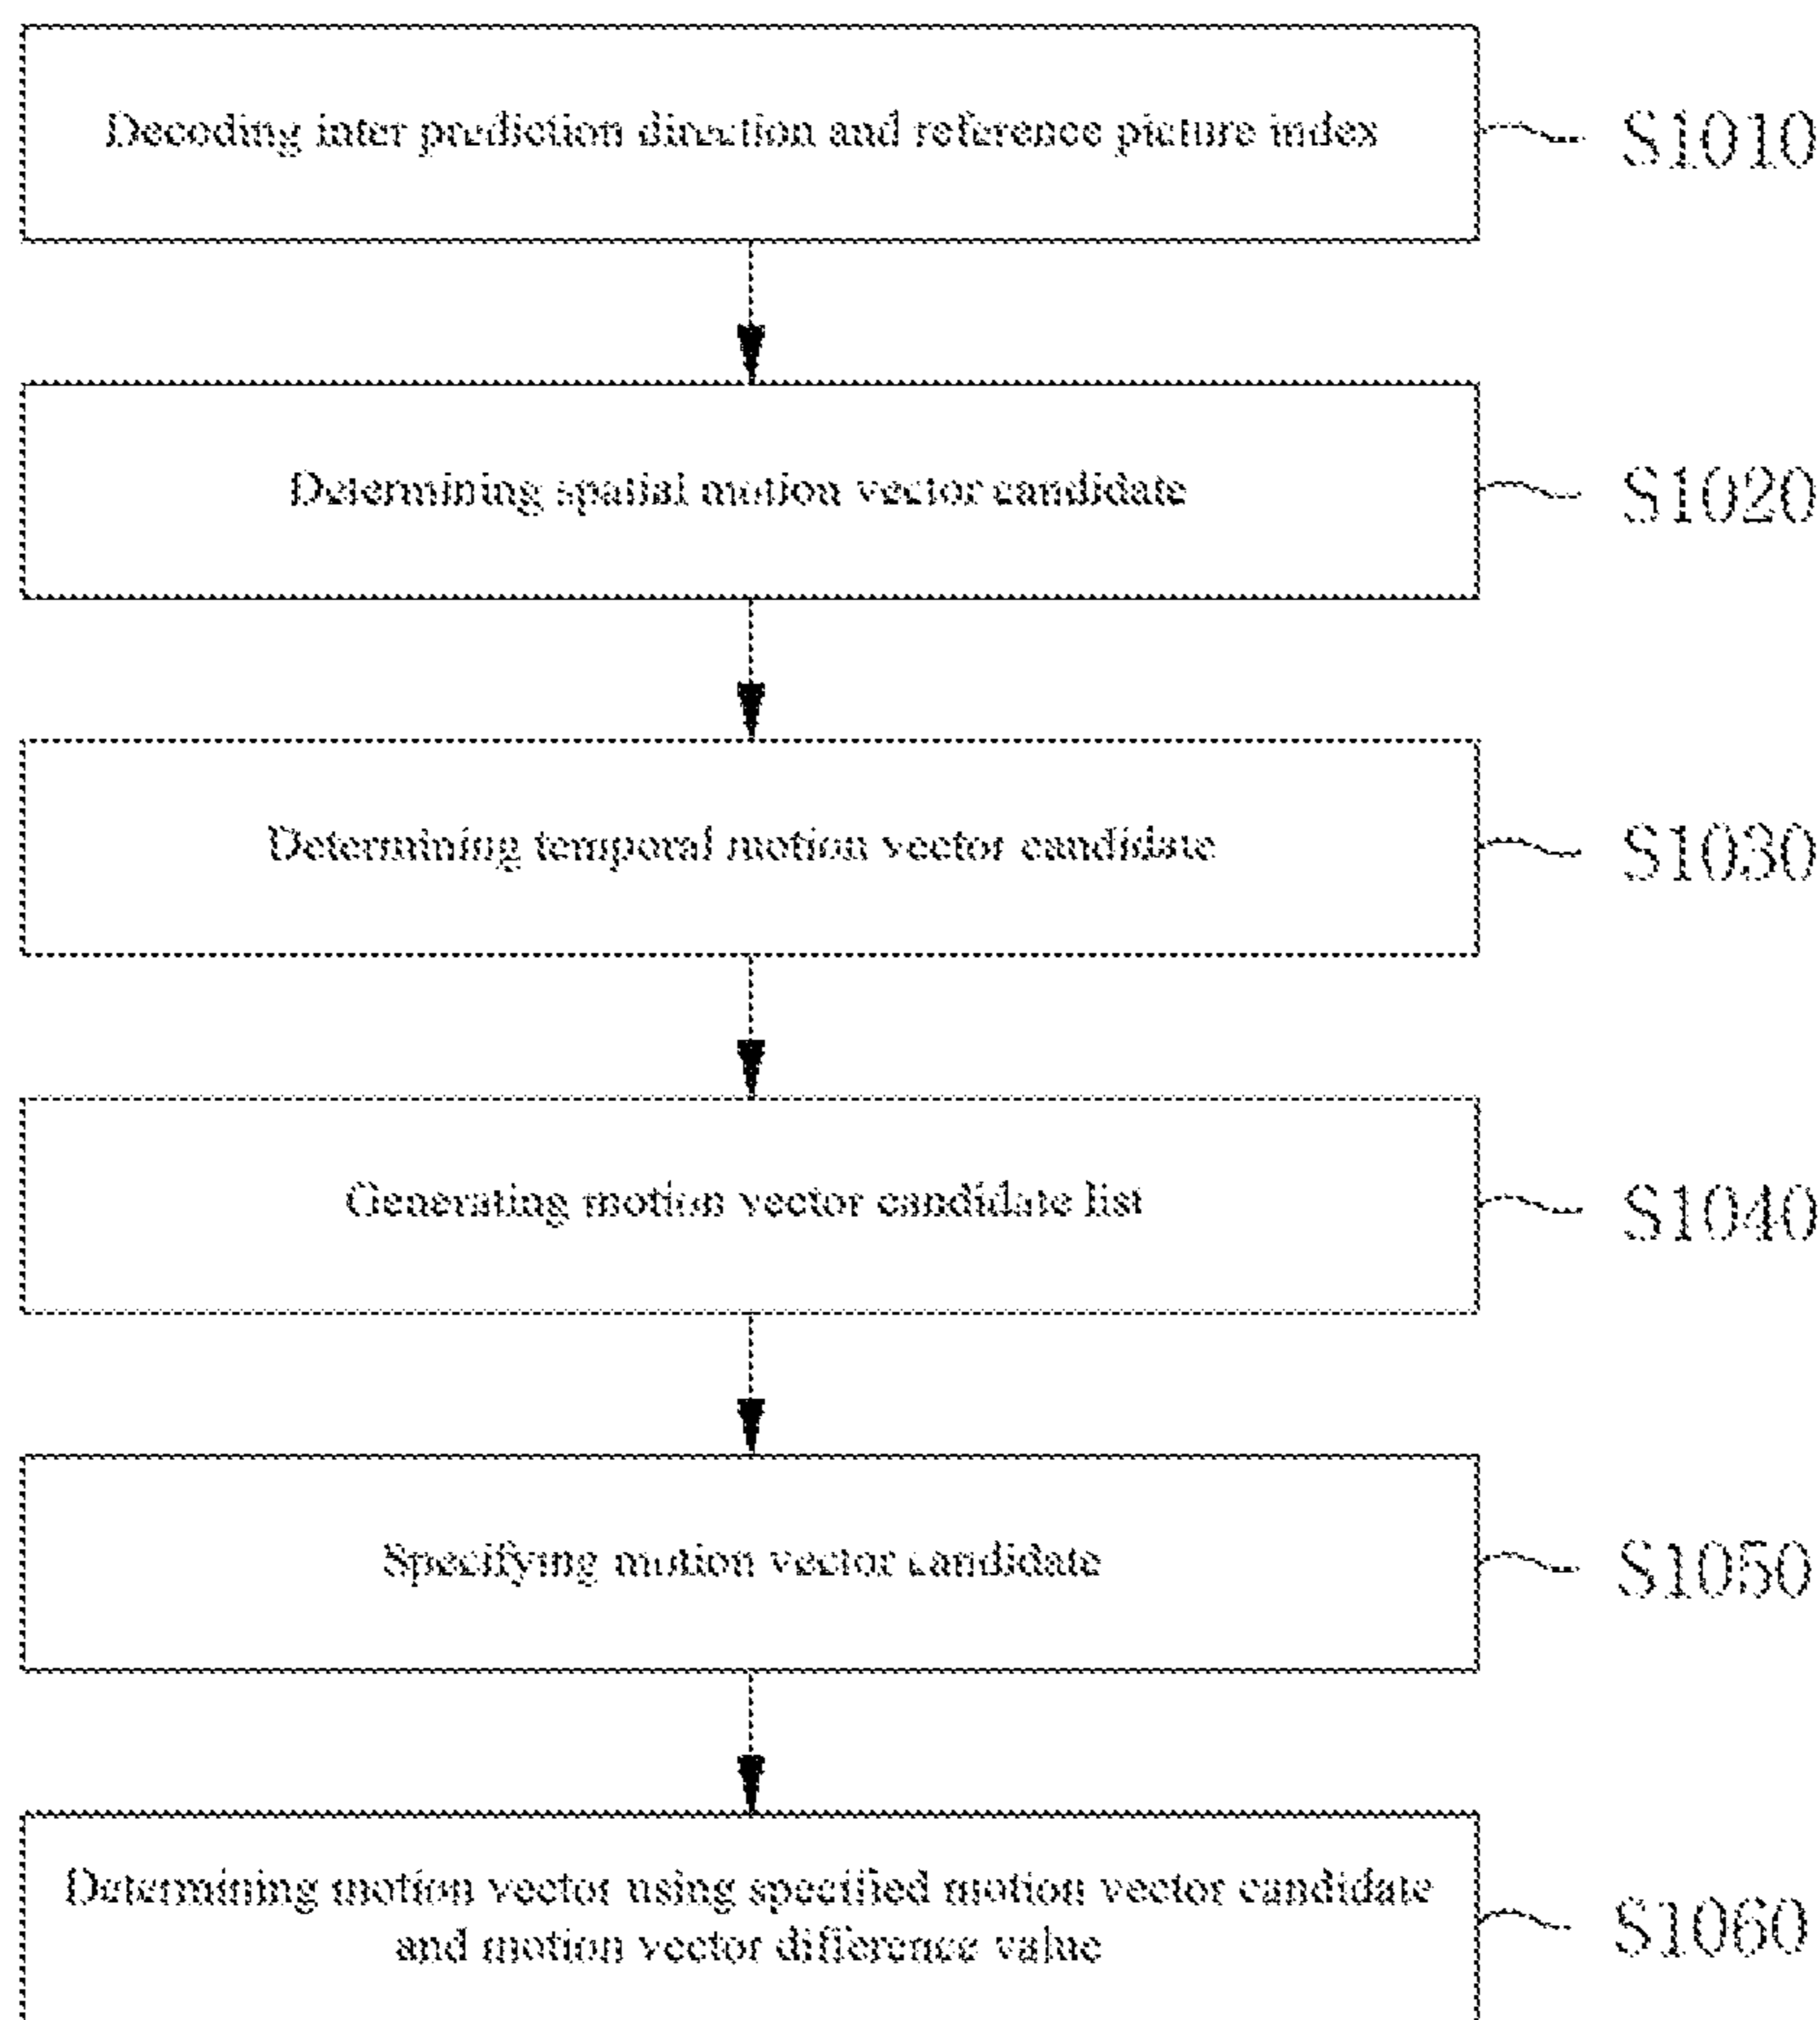 Decoding inter prediction direction and reference picture index
S1010
Determining spatial motion vector candidate
S1020
Determining temporal motion vector candidate
S1030
Generating motion vector candidate list
S1040
Specifying motion vector candidate
S1050
Determining motion vector using specified motion vector candidate
and motion vector difference value
S1060